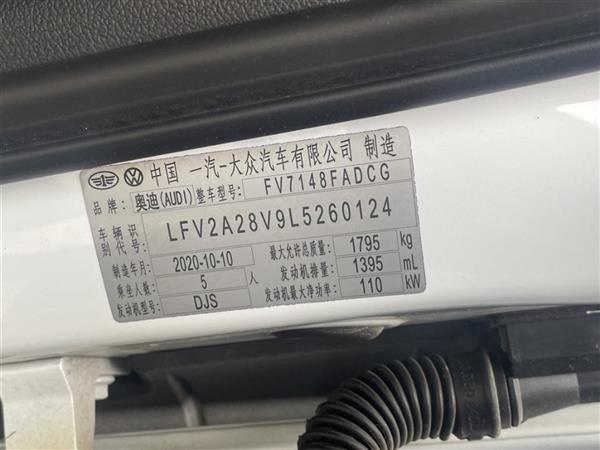 中国 一汽-大众汽车有限公司 制造
品牌: 奥迪(AUDI) 整车型号: FV7148FADCG
车辆识别代号: LFV2A28V9L5260124
制造年月: 2020-10-10 最大允许总质量: 1795 kg
乘坐人数: 5 人 发动机排量: 1395 mL
发动机型号: DJS 发动机最大净功率: 110 kW